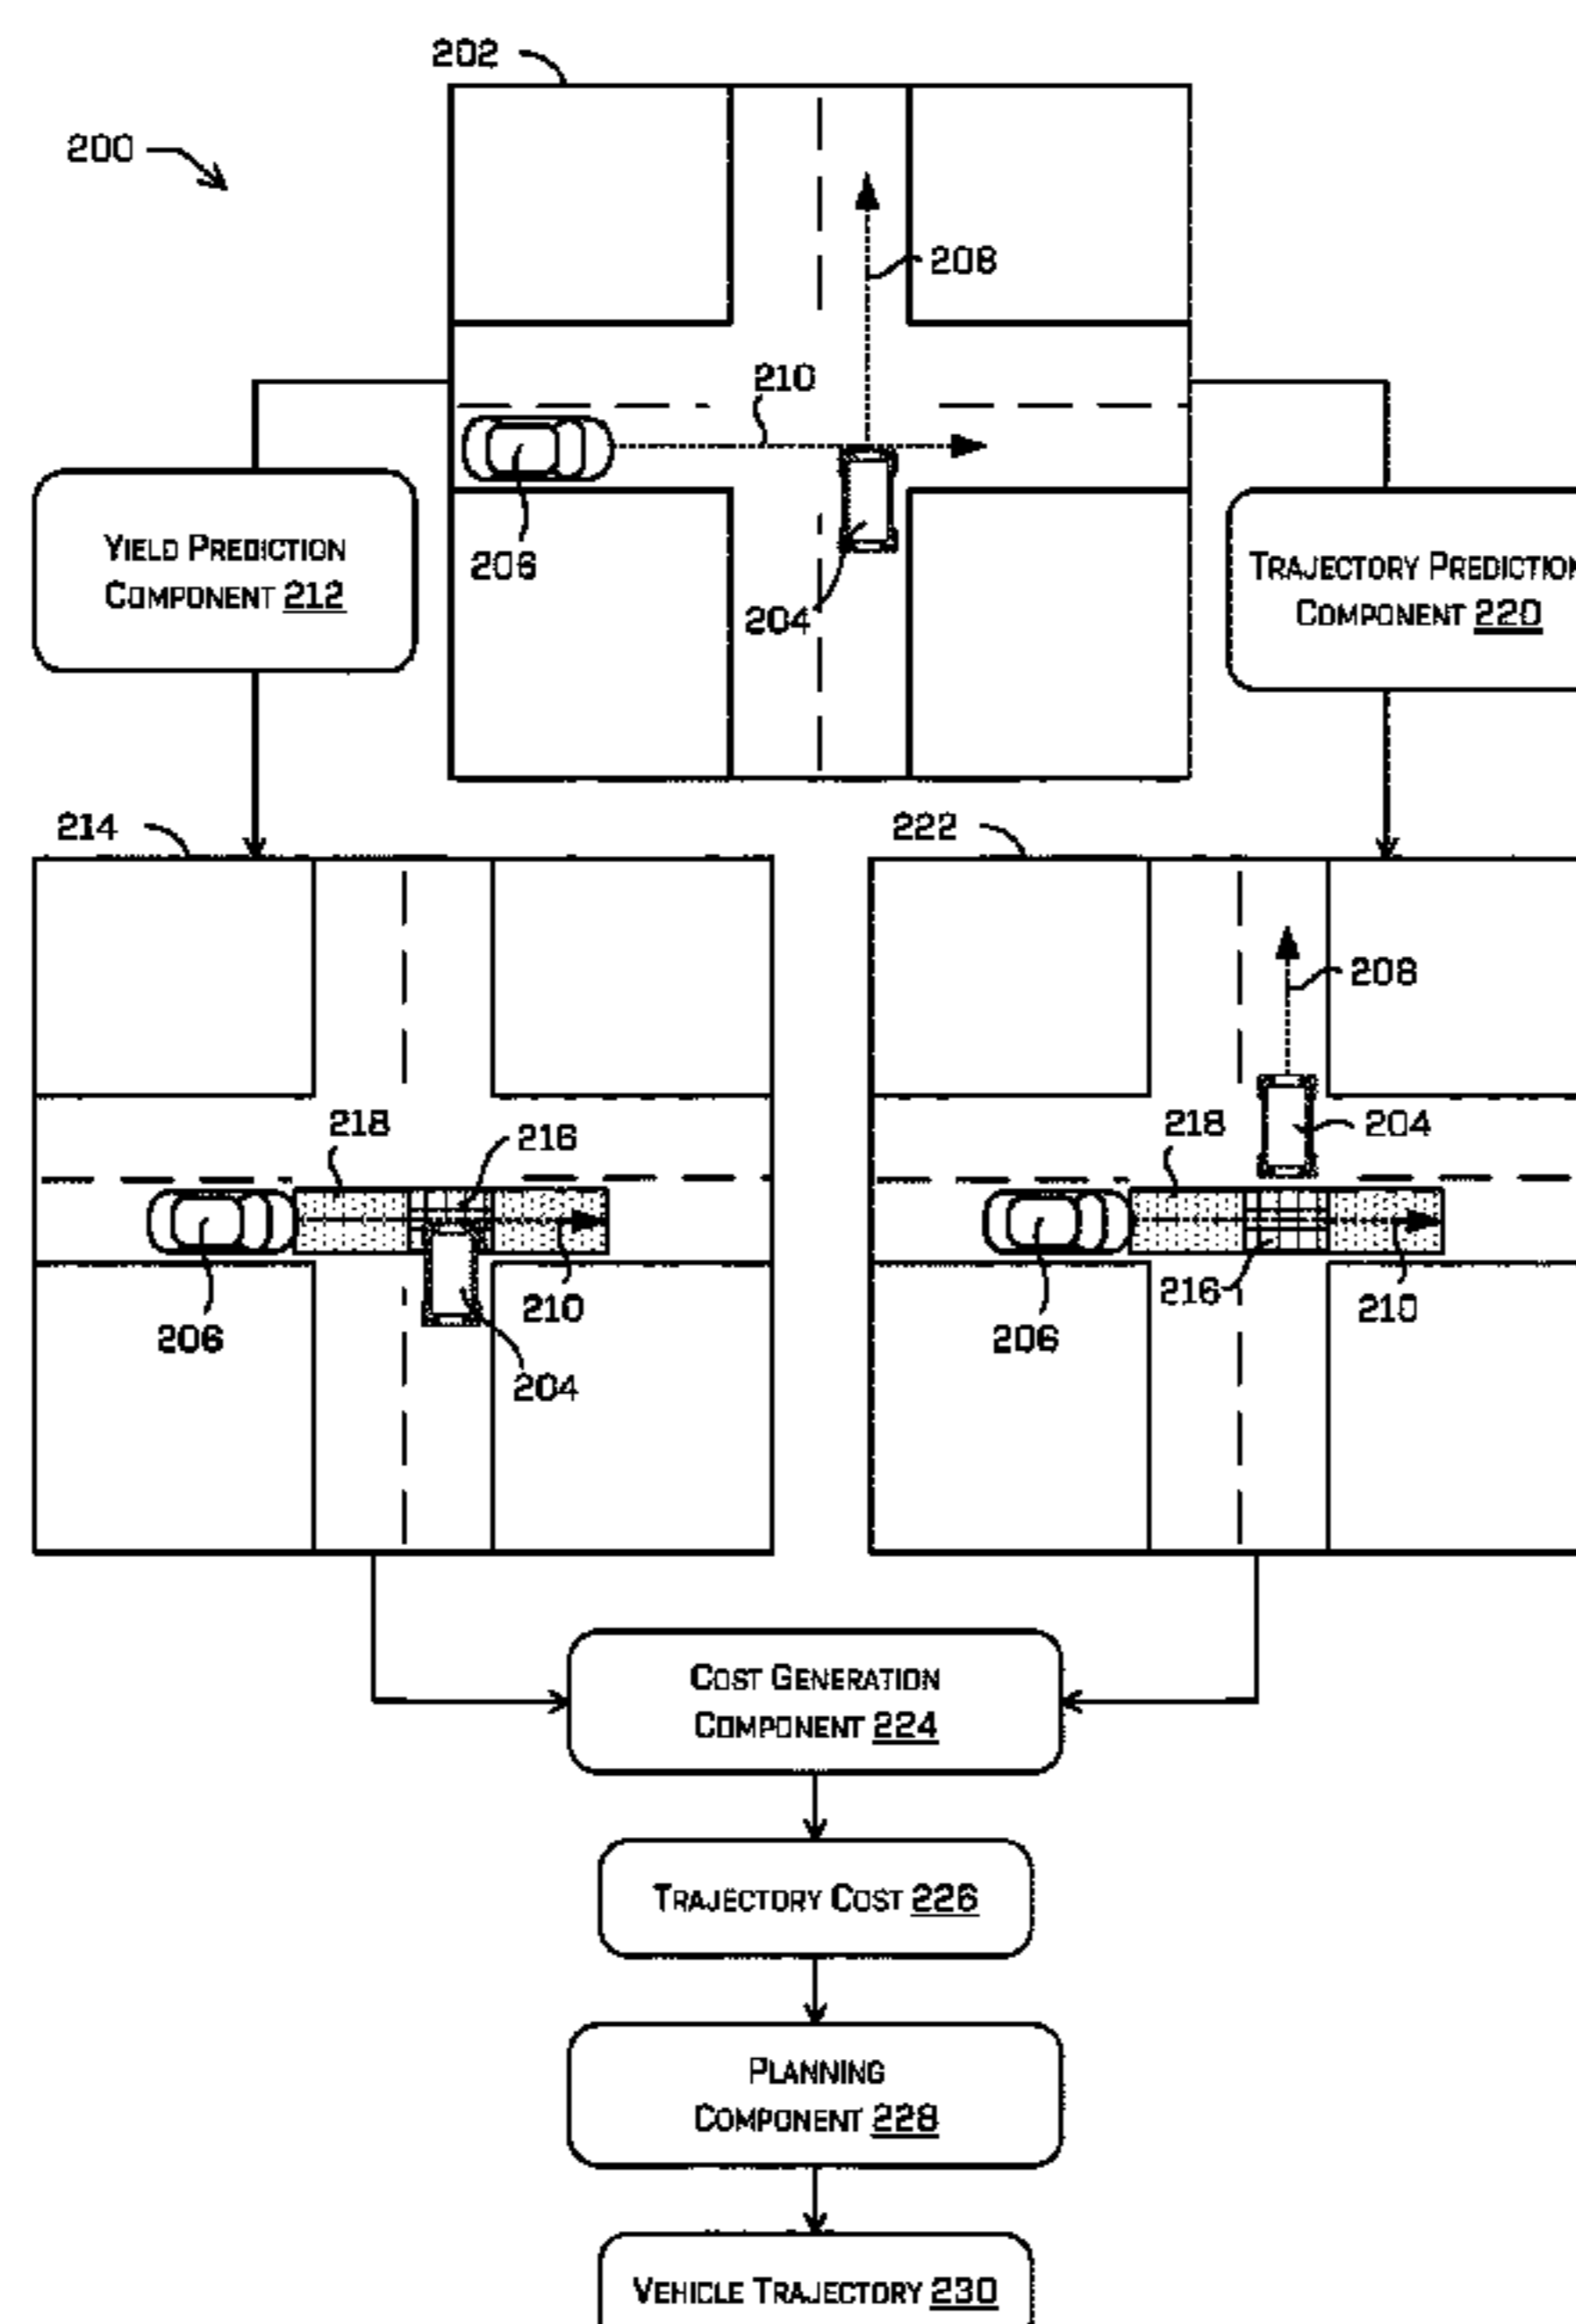 202
200
208
210
206
204
YIELD PREDICTION
COMPONENT 212
TRAJECTORY PREDICTION
COMPONENT 220
214
218
216
206
210
204
222
208
204
218
216
206
210
COST GENERATION
COMPONENT 224
TRAJECTORY COST 226
PLANNING
COMPONENT 228
VEHICLE TRAJECTORY 230